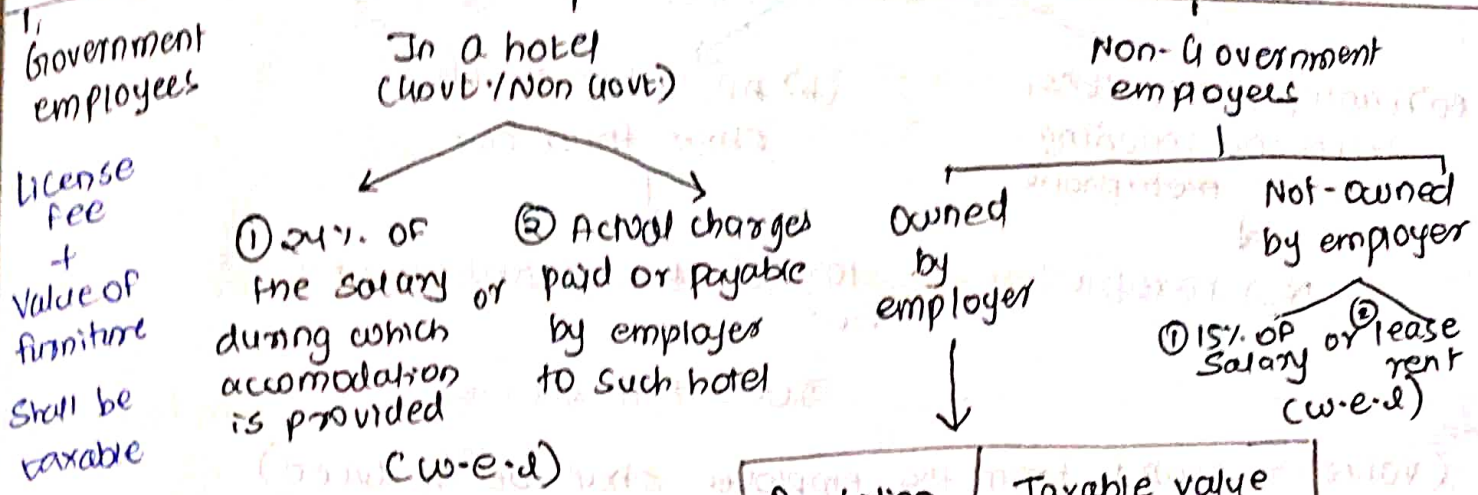 1,
Government
employees
License
fee
+
Value of
furniture
Shall be
taxable
In a hotel
(Govt./Non Govt.)
① 24%. OF
the salary or
during which
accomodation
is provided
② Actual charges
paid or payable
by employer
to such hotel
(w-e-l)
Non-Government
employees
owned
by
employer
Not-owned
by employer
① 15%. OF
Salary
or ② lease
rent
(w-e-l)
Taxable value